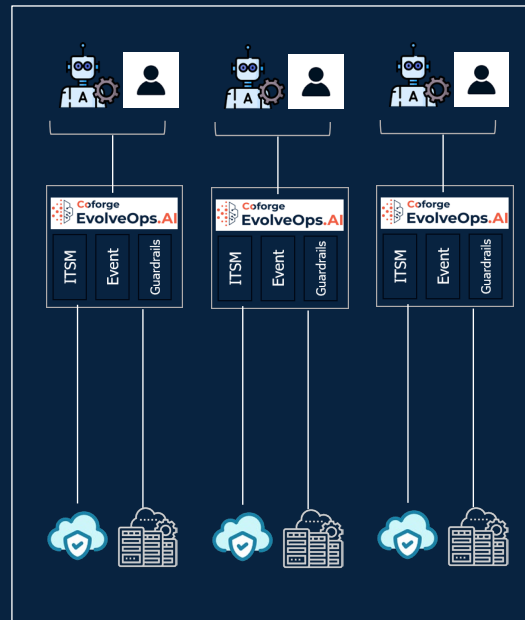 A
A
A
Coforge
EvolveOps.AI
ITSM
Event
Guardrails
Coforge
EvolveOps.AI
ITSM
Event
Guardrails
Coforge
EvolveOps.AI
ITSM
Event
Guardrails